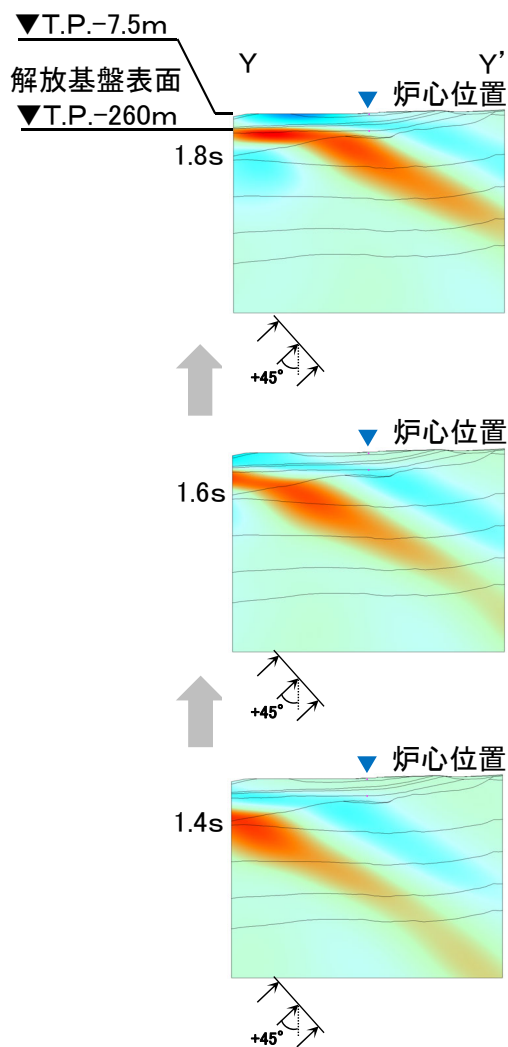 ▼T.P.-7.5m
Y Y’
解放基盤表面
▼ 炉心位置
▼T.P.-260m
1.8s
+45°
▼ 炉心位置
1.6s
+45°
▼ 炉心位置
1.4s
+45°